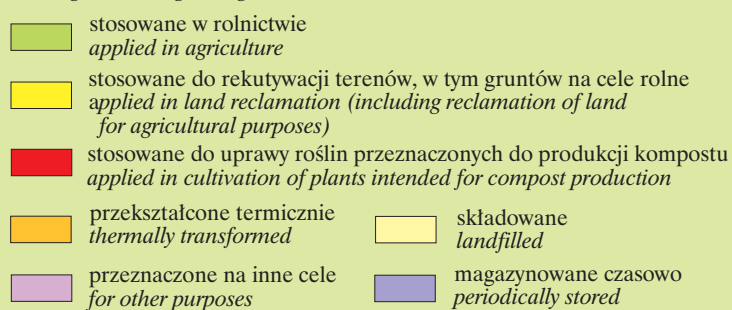 stosowane w rolnictwie
applied in agriculture
stosowane do rekutywacji terenów, w tym gruntów na cele rolne
applied in land reclamation (including reclamation of land
for agricultural purposes)
stosowane do uprawy roślin przeznaczonych do produkcji kompostu
applied in cultivation of plants intended for compost production
przekształcone termicznie
thermally transformed
składowane
landfilled
przeznaczone na inne cele
for other purposes
magazynowane czasowo
periodically stored